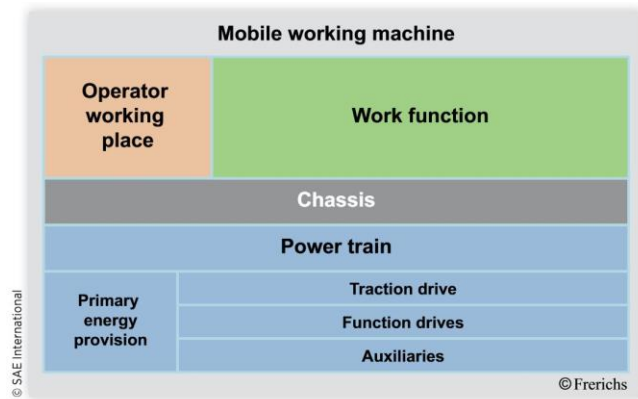 Mobile working machine
Operator
working
place
Work function
Chassis
Power train
Primary
energy
provision
Traction drive
Function drives
Auxiliaries
© SAE International
© Frerichs